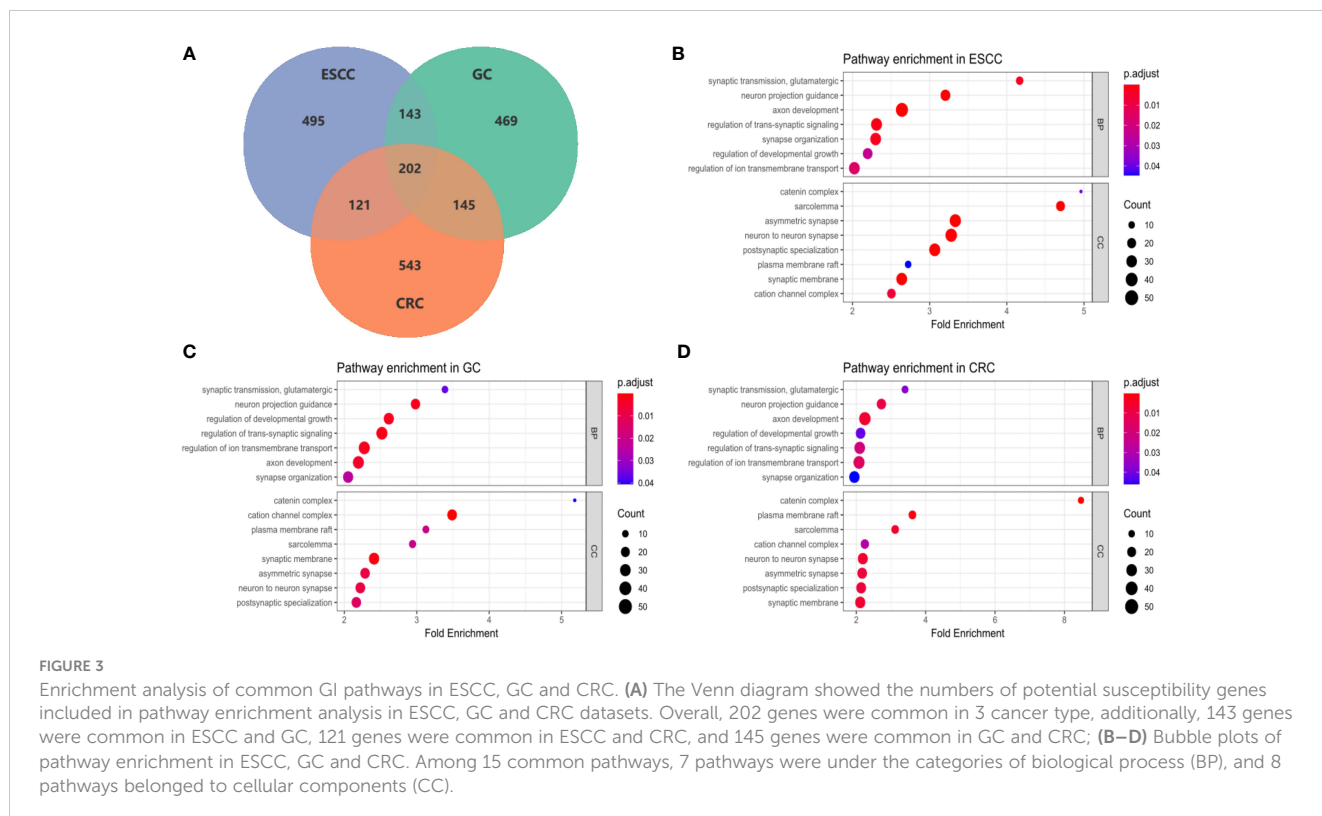 A
ESCC
GC
495
143
469
202
121
145
543
CRC
B
Pathway enrichment in ESCC
synaptic transmission, glutamatergic
neuron projection guidance
axon development
regulation of trans-synaptic signaling
synapse organization
regulation of developmental growth
regulation of ion transmembrane transport
BP
catenin complex
sarcolemma
asymmetric synapse
neuron to neuron synapse
postsynaptic specialization
plasma membrane raft
synaptic membrane
cation channel complex
CC
2 3 4 5
Fold Enrichment
p.adjust
0.01
0.02
0.03
0.04
Count
10
20
30
40
50
C
Pathway enrichment in GC
synaptic transmission, glutamatergic
neuron projection guidance
regulation of developmental growth
regulation of trans-synaptic signaling
regulation of ion transmembrane transport
axon development
synapse organization
BP
catenin complex
cation channel complex
plasma membrane raft
sarcolemma
synaptic membrane
asymmetric synapse
neuron to neuron synapse
postsynaptic specialization
CC
2 3 4 5
Fold Enrichment
p.adjust
0.01
0.02
0.03
0.04
Count
10
20
30
40
50
D
Pathway enrichment in CRC
synaptic transmission, glutamatergic
neuron projection guidance
axon development
regulation of developmental growth
regulation of trans-synaptic signaling
regulation of ion transmembrane transport
synapse organization
BP
catenin complex
plasma membrane raft
sarcolemma
cation channel complex
neuron to neuron synapse
asymmetric synapse
postsynaptic specialization
synaptic membrane
CC
2 4 6 8
Fold Enrichment
p.adjust
0.01
0.02
0.03
0.04
Count
10
20
30
40
50
FIGURE 3
Enrichment analysis of common GI pathways in ESCC, GC and CRC. (A) The Venn diagram showed the numbers of potential susceptibility genes
included in pathway enrichment analysis in ESCC, GC and CRC datasets. Overall, 202 genes were common in 3 cancer type, additionally, 143 genes
were common in ESCC and GC, 121 genes were common in ESCC and CRC, and 145 genes were common in GC and CRC; (B–D) Bubble plots of
pathway enrichment in ESCC, GC and CRC. Among 15 common pathways, 7 pathways were under the categories of biological process (BP), and 8
pathways belonged to cellular components (CC).